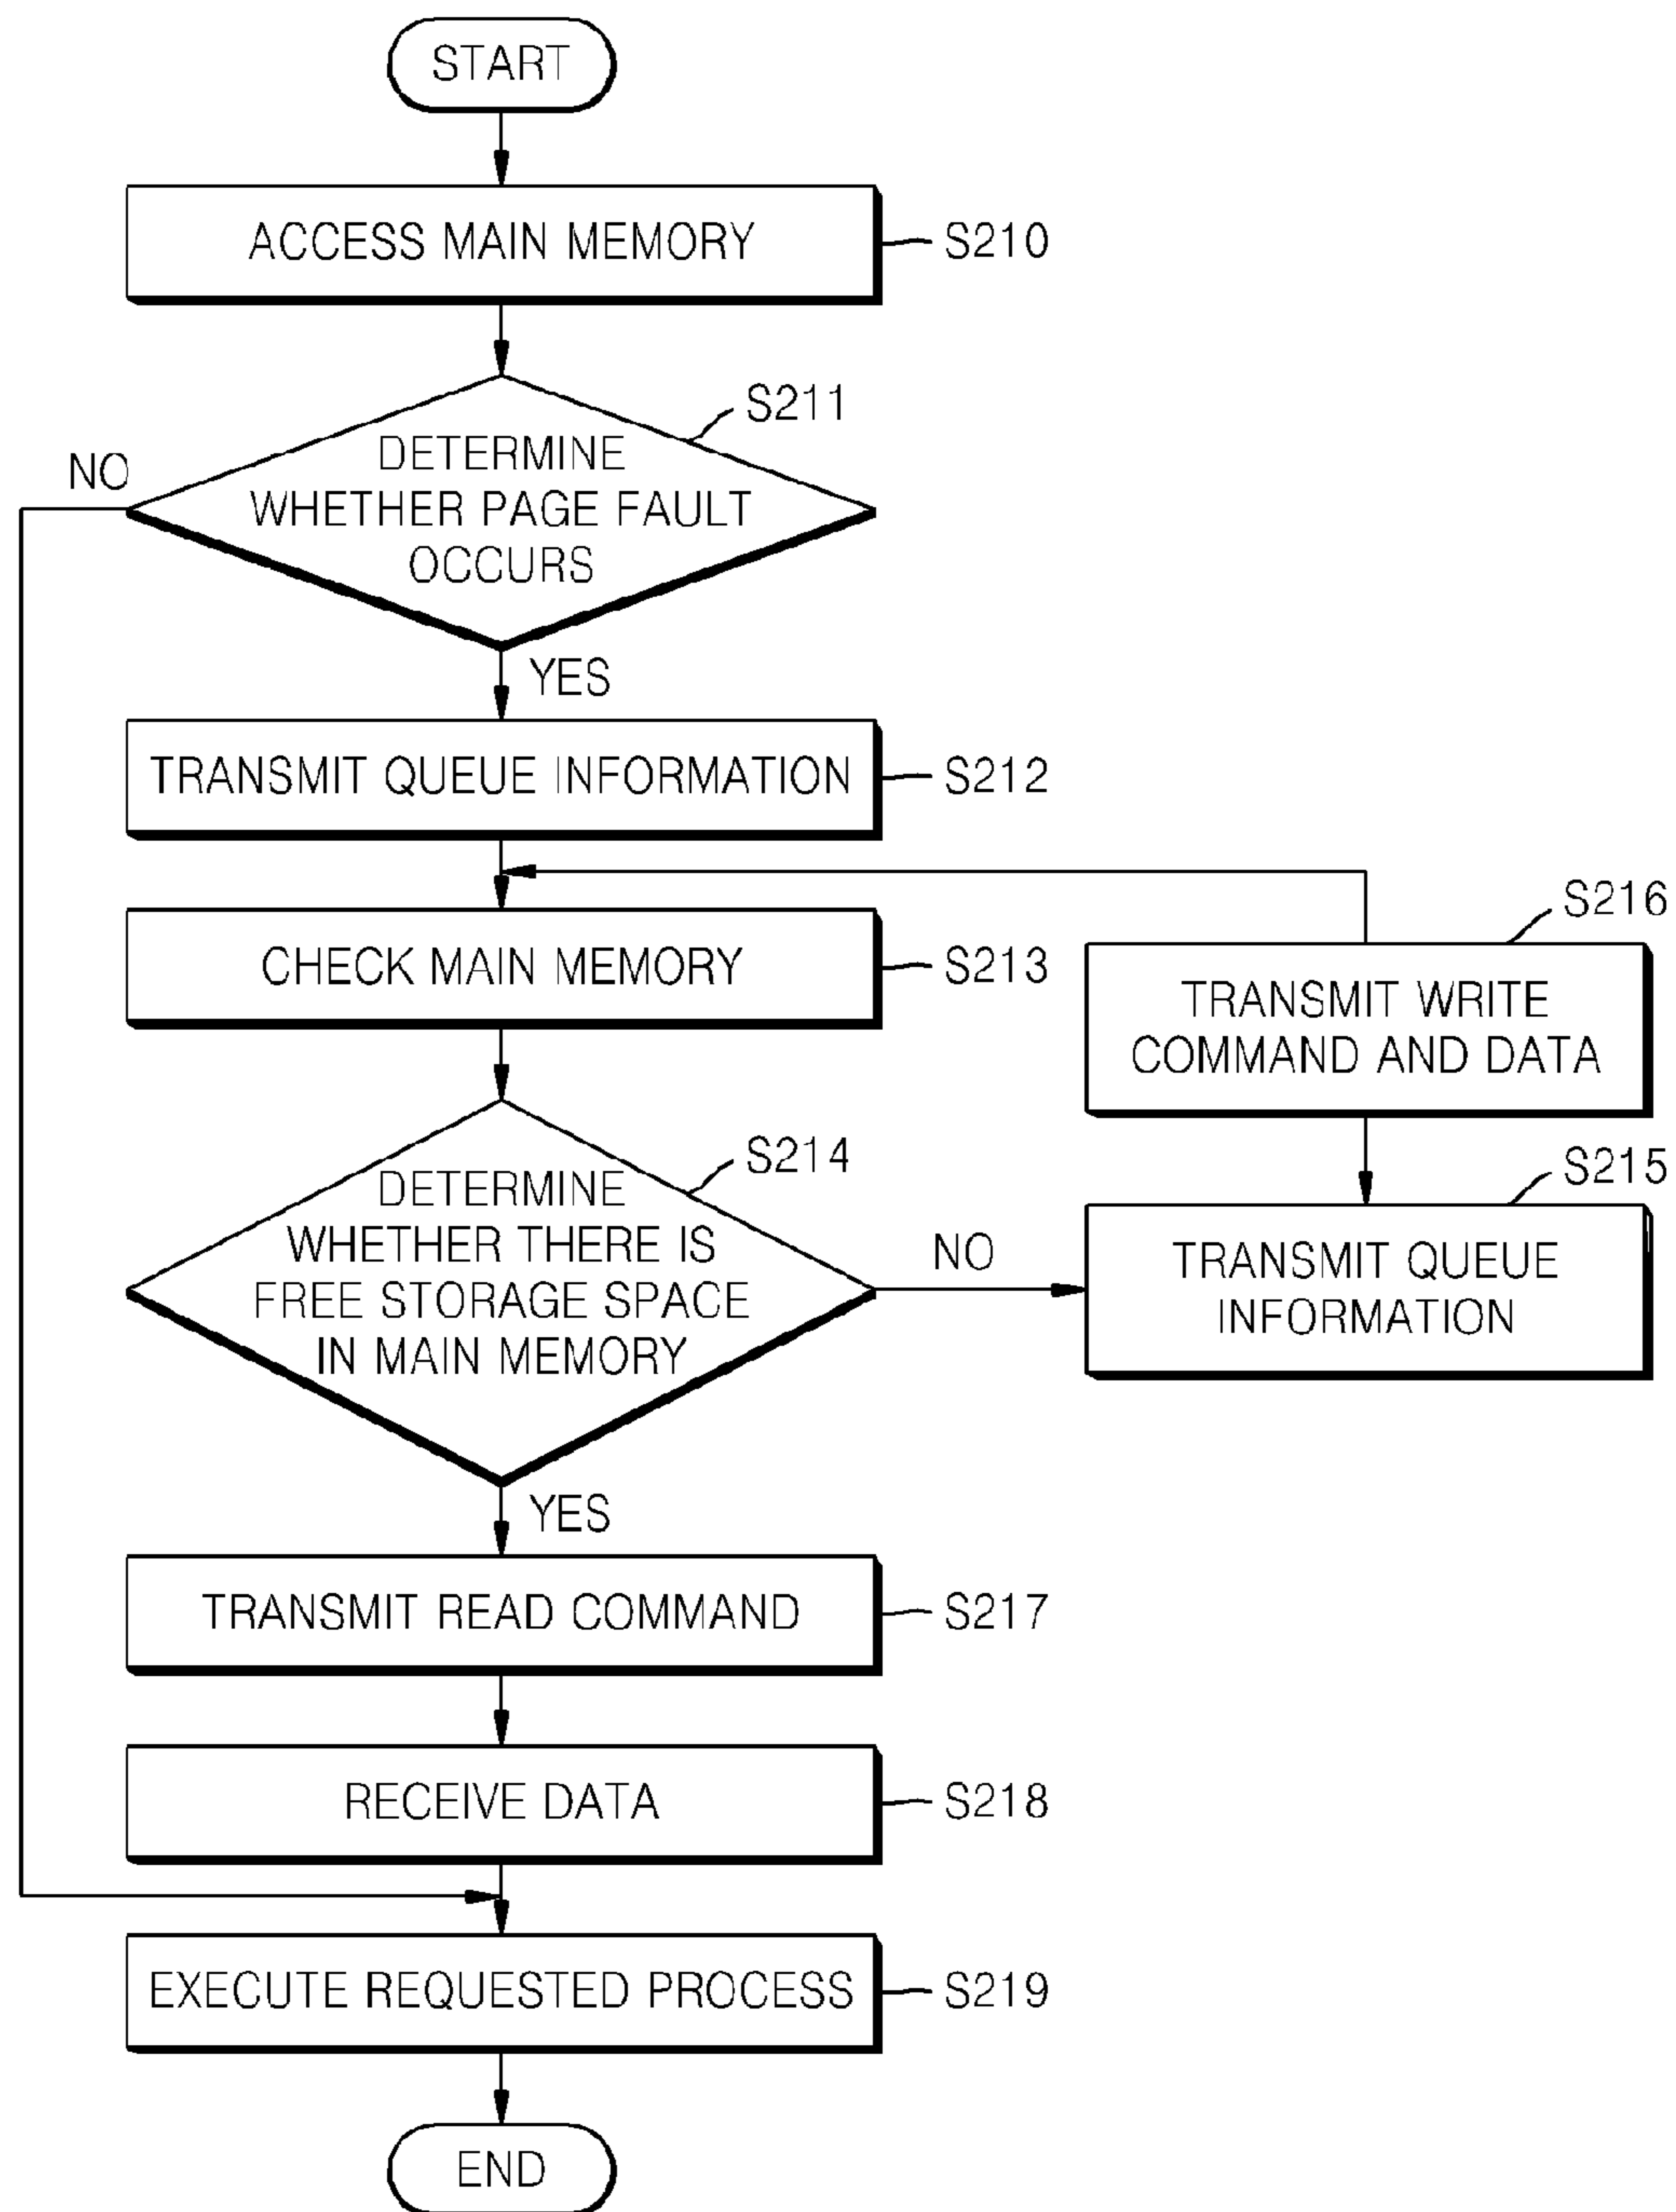 START
ACCESS MAIN MEMORY
S210
S211
DETERMINE
WHETHER PAGE FAULT
OCCURS
NO
YES
TRANSMIT QUEUE INFORMATION
S212
CHECK MAIN MEMORY
S213
S216
TRANSMIT WRITE
COMMAND AND DATA
S214
DETERMINE
WHETHER THERE IS
FREE STORAGE SPACE
IN MAIN MEMORY
NO
S215
TRANSMIT QUEUE
INFORMATION
YES
TRANSMIT READ COMMAND
S217
RECEIVE DATA
S218
EXECUTE REQUESTED PROCESS
S219
END